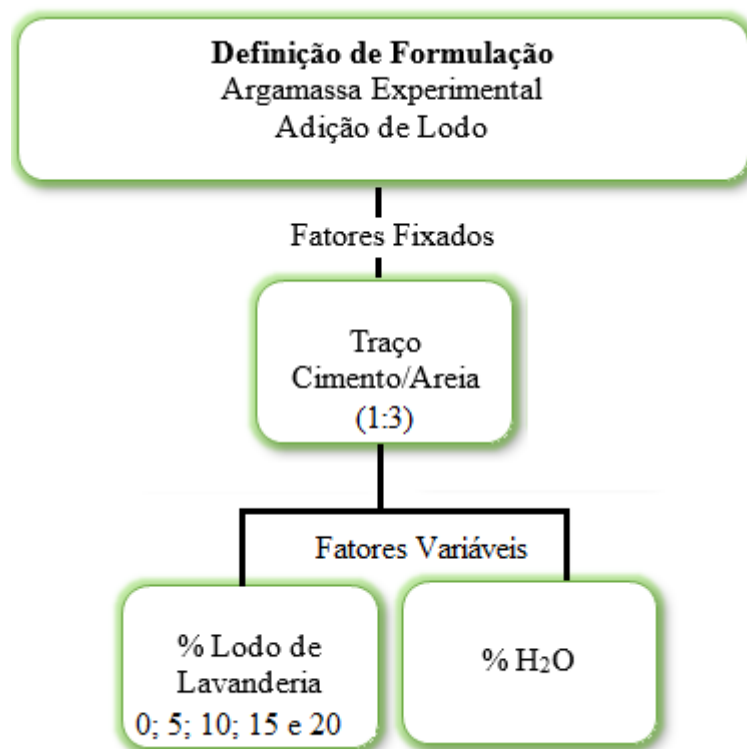 Definição de Formulação
Argamassa Experimental
Adição de Lodo
Fatores Fixados
Traço
Cimento/Areia
(1:3)
Fatores Variáveis
% Lodo de
Lavanderia
0; 5; 10; 15 e 20
% H₂O